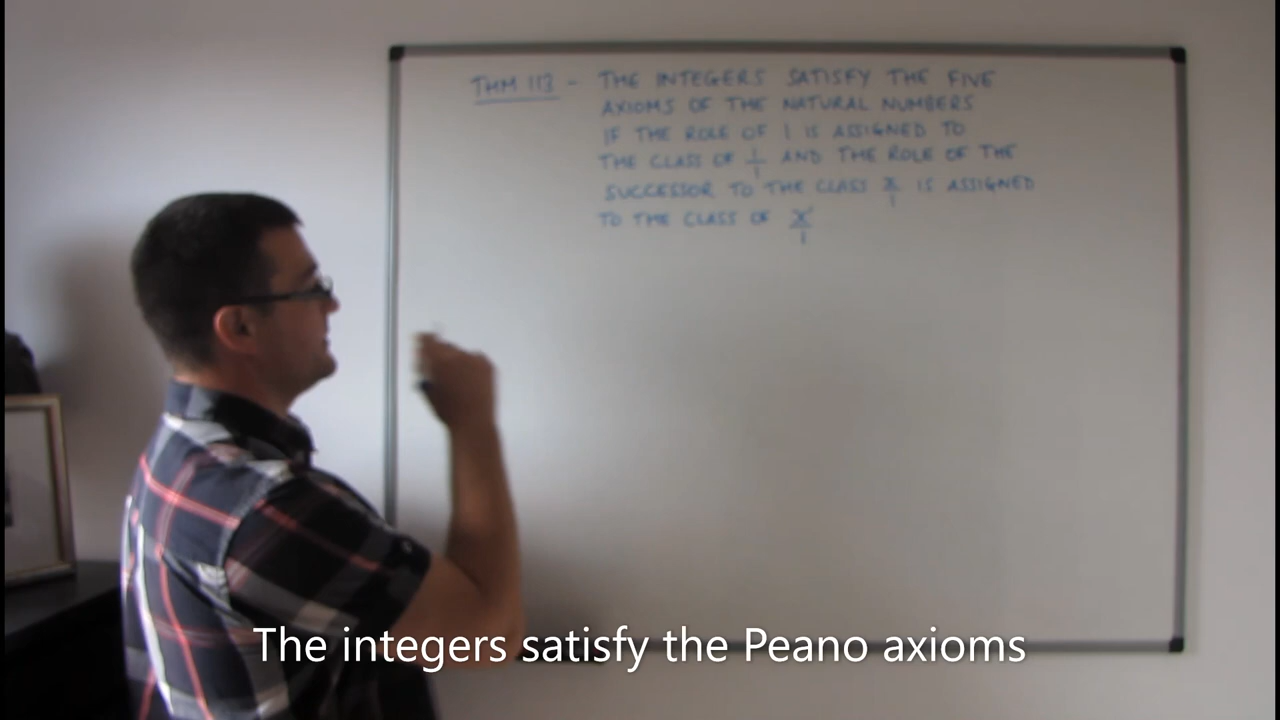 THM 113 - THE INTEGERS SATISFY THE FIVE
AXIOMS OF THE NATURAL NUMBERS
IF THE ROLE OF 1 IS ASSIGNED TO
THE CLASS OF 1/1 AND THE ROLE OF THE
SUCCESSOR TO THE CLASS x/1 IS ASSIGNED
TO THE CLASS OF x'/1
The integers satisfy the Peano axioms